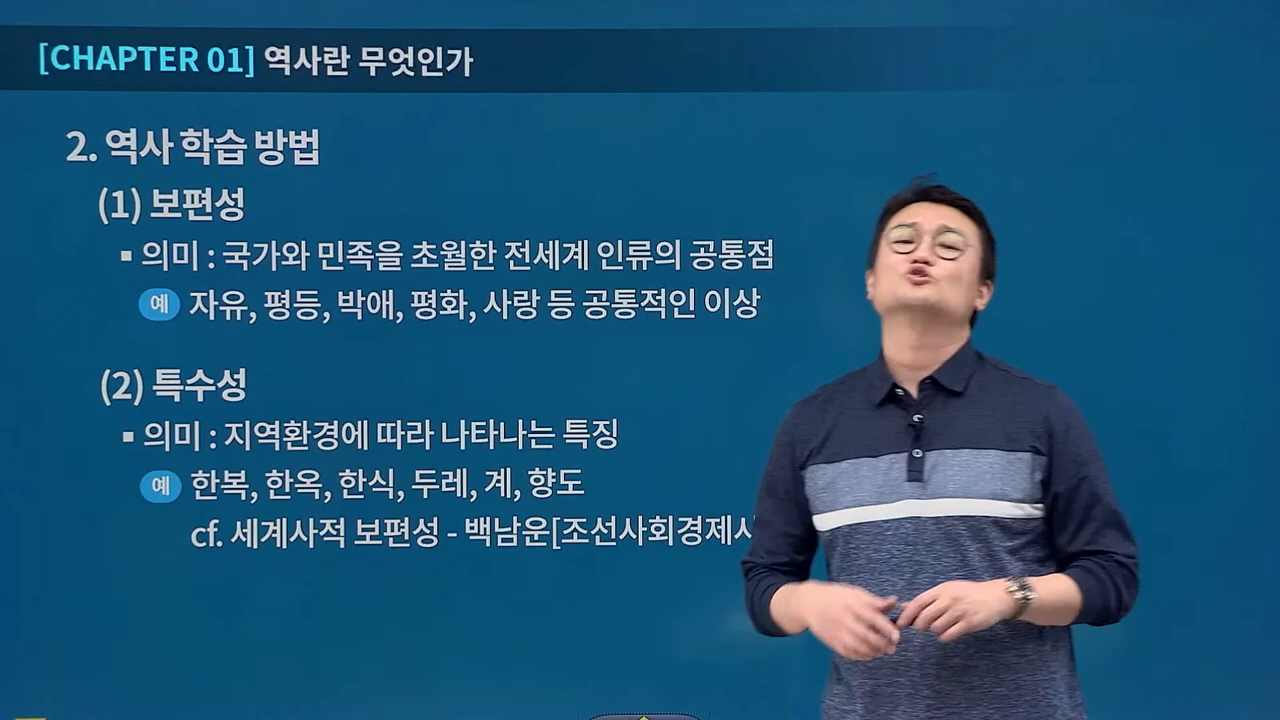 [CHAPTER 01] 역사란 무엇인가
2. 역사 학습 방법
(1) 보편성
▪ 의미 : 국가와 민족을 초월한 전세계 인류의 공통점
예 자유, 평등, 박애, 평화, 사랑 등 공통적인 이상
(2) 특수성
▪ 의미 : 지역환경에 따라 나타나는 특징
예 한복, 한옥, 한식, 두레, 계, 향도
cf. 세계사적 보편성 - 백남운[조선사회경제사